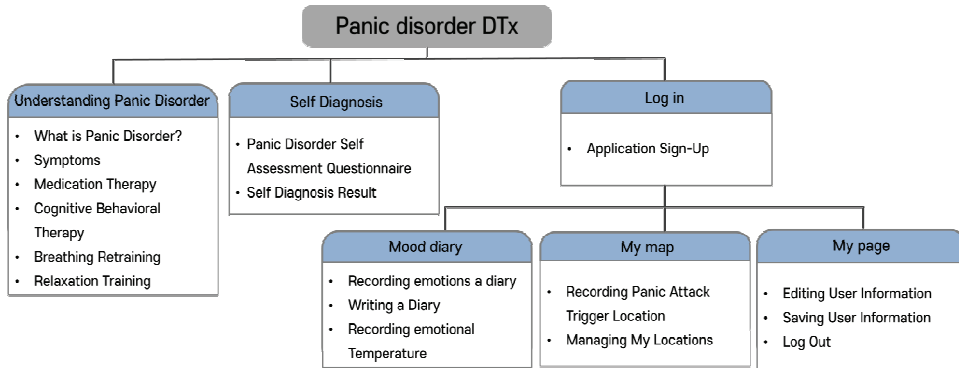 Panic disorder DTx
Understanding Panic Disorder
• What is Panic Disorder?
• Symptoms
• Medication Therapy
• Cognitive Behavioral
Therapy
• Breathing Retraining
• Relaxation Training
Self Diagnosis
• Panic Disorder Self
Assessment Questionnaire
• Self Diagnosis Result
Log in
• Application Sign-Up
Mood diary
• Recording emotions a diary
• Writing a Diary
• Recording emotional
Temperature
My map
• Recording Panic Attack
Trigger Location
• Managing My Locations
My page
• Editing User Information
• Saving User Information
• Log Out